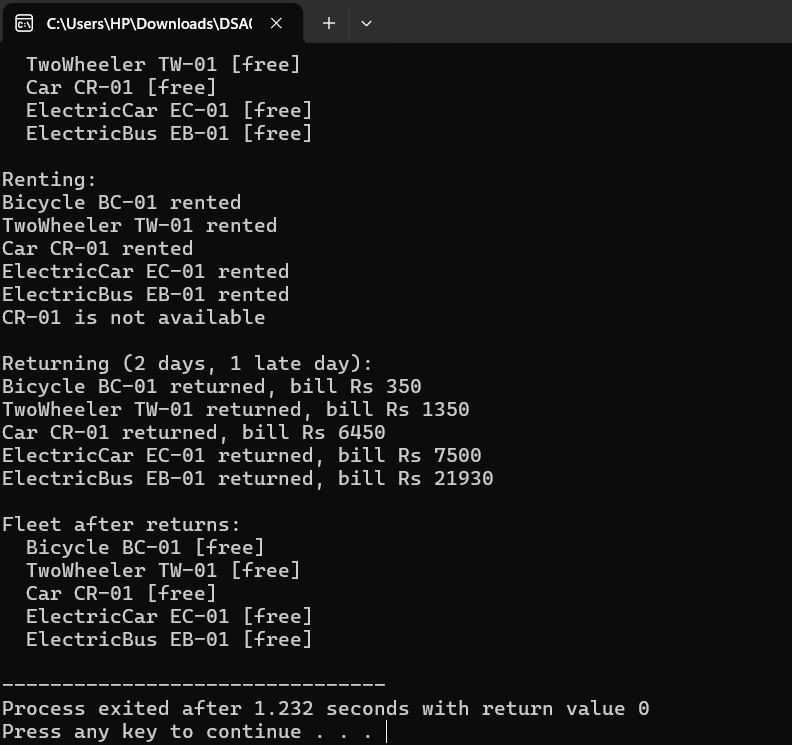 C:\Users\HP\Downloads\DSA(
  TwoWheeler TW-01 [free]
  Car CR-01 [free]
  ElectricCar EC-01 [free]
  ElectricBus EB-01 [free]

Renting:
Bicycle BC-01 rented
TwoWheeler TW-01 rented
Car CR-01 rented
ElectricCar EC-01 rented
ElectricBus EB-01 rented
CR-01 is not available

Returning (2 days, 1 late day):
Bicycle BC-01 returned, bill Rs 350
TwoWheeler TW-01 returned, bill Rs 1350
Car CR-01 returned, bill Rs 6450
ElectricCar EC-01 returned, bill Rs 7500
ElectricBus EB-01 returned, bill Rs 21930

Fleet after returns:
  Bicycle BC-01 [free]
  TwoWheeler TW-01 [free]
  Car CR-01 [free]
  ElectricCar EC-01 [free]
  ElectricBus EB-01 [free]

--------------------------------
Process exited after 1.232 seconds with return value 0
Press any key to continue . . .